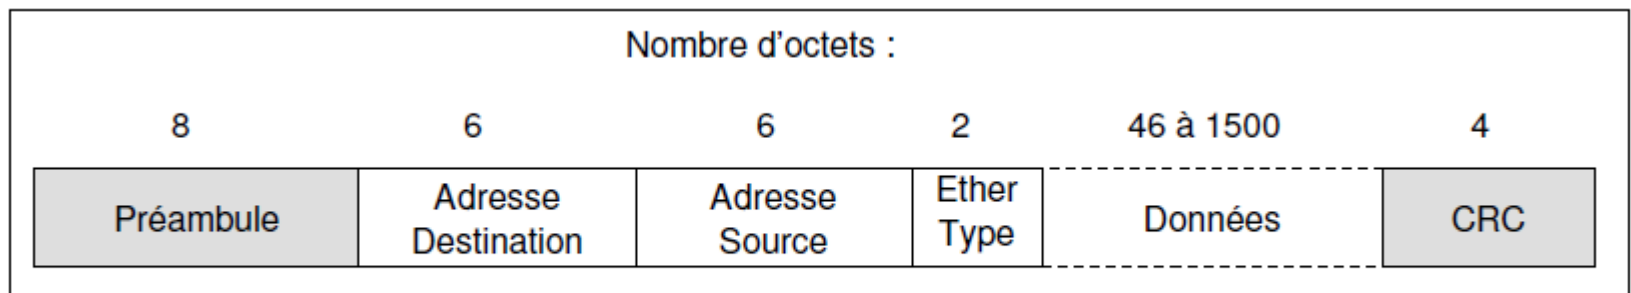 Nombre d'octets :
8 6 6 2 46 à 1500 4
Préambule Adresse Destination Adresse Source Ether Type Données CRC